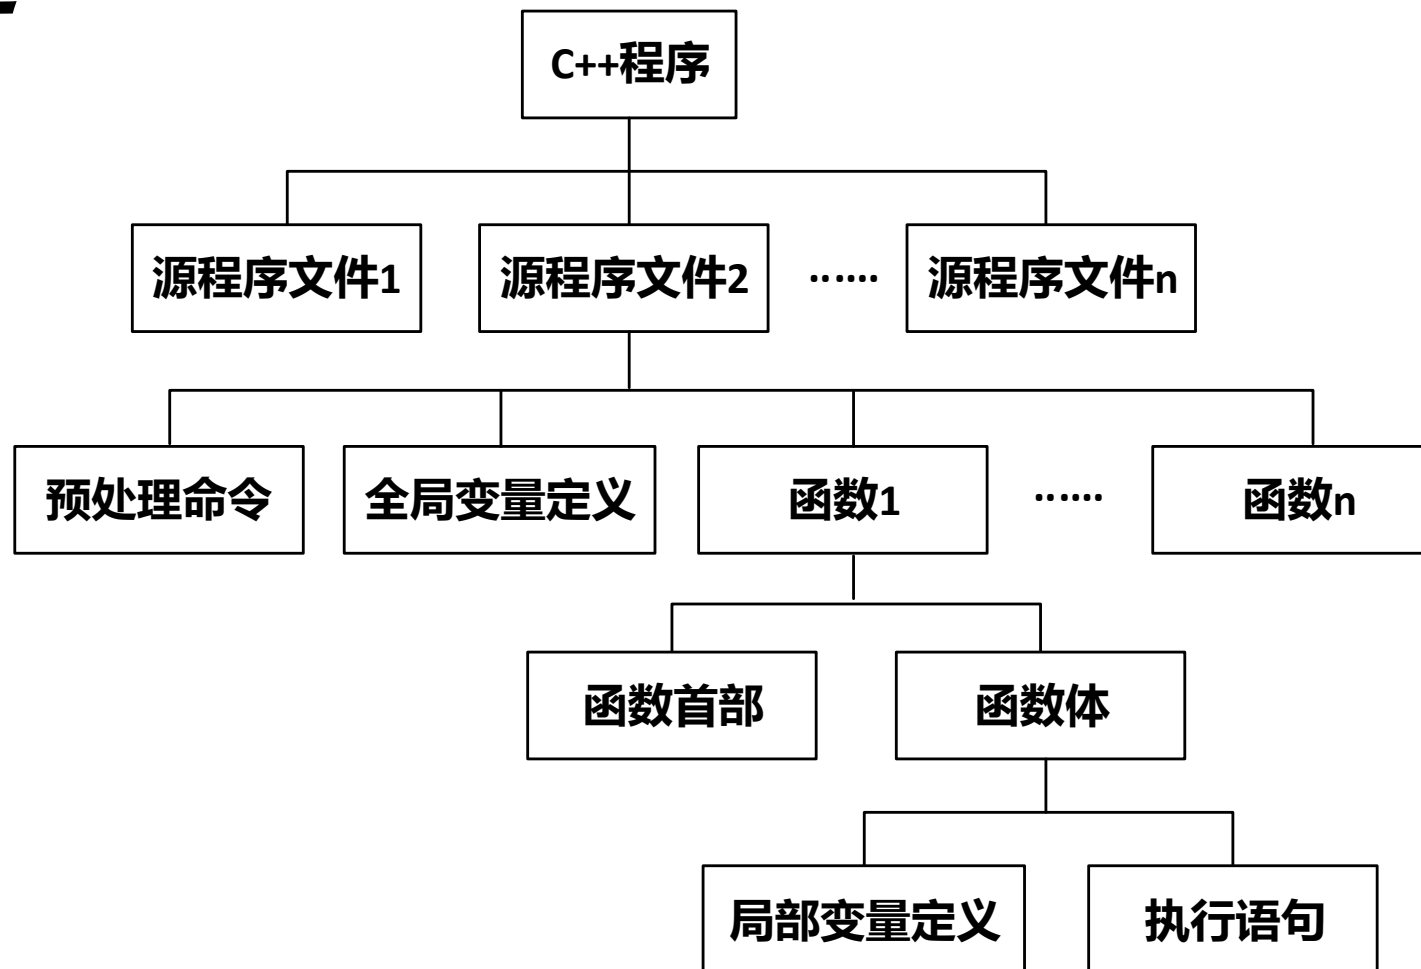 C++程序
源程序文件1
源程序文件2
……
源程序文件n
预处理命令
全局变量定义
函数1
……
函数n
函数首部
函数体
局部变量定义
执行语句